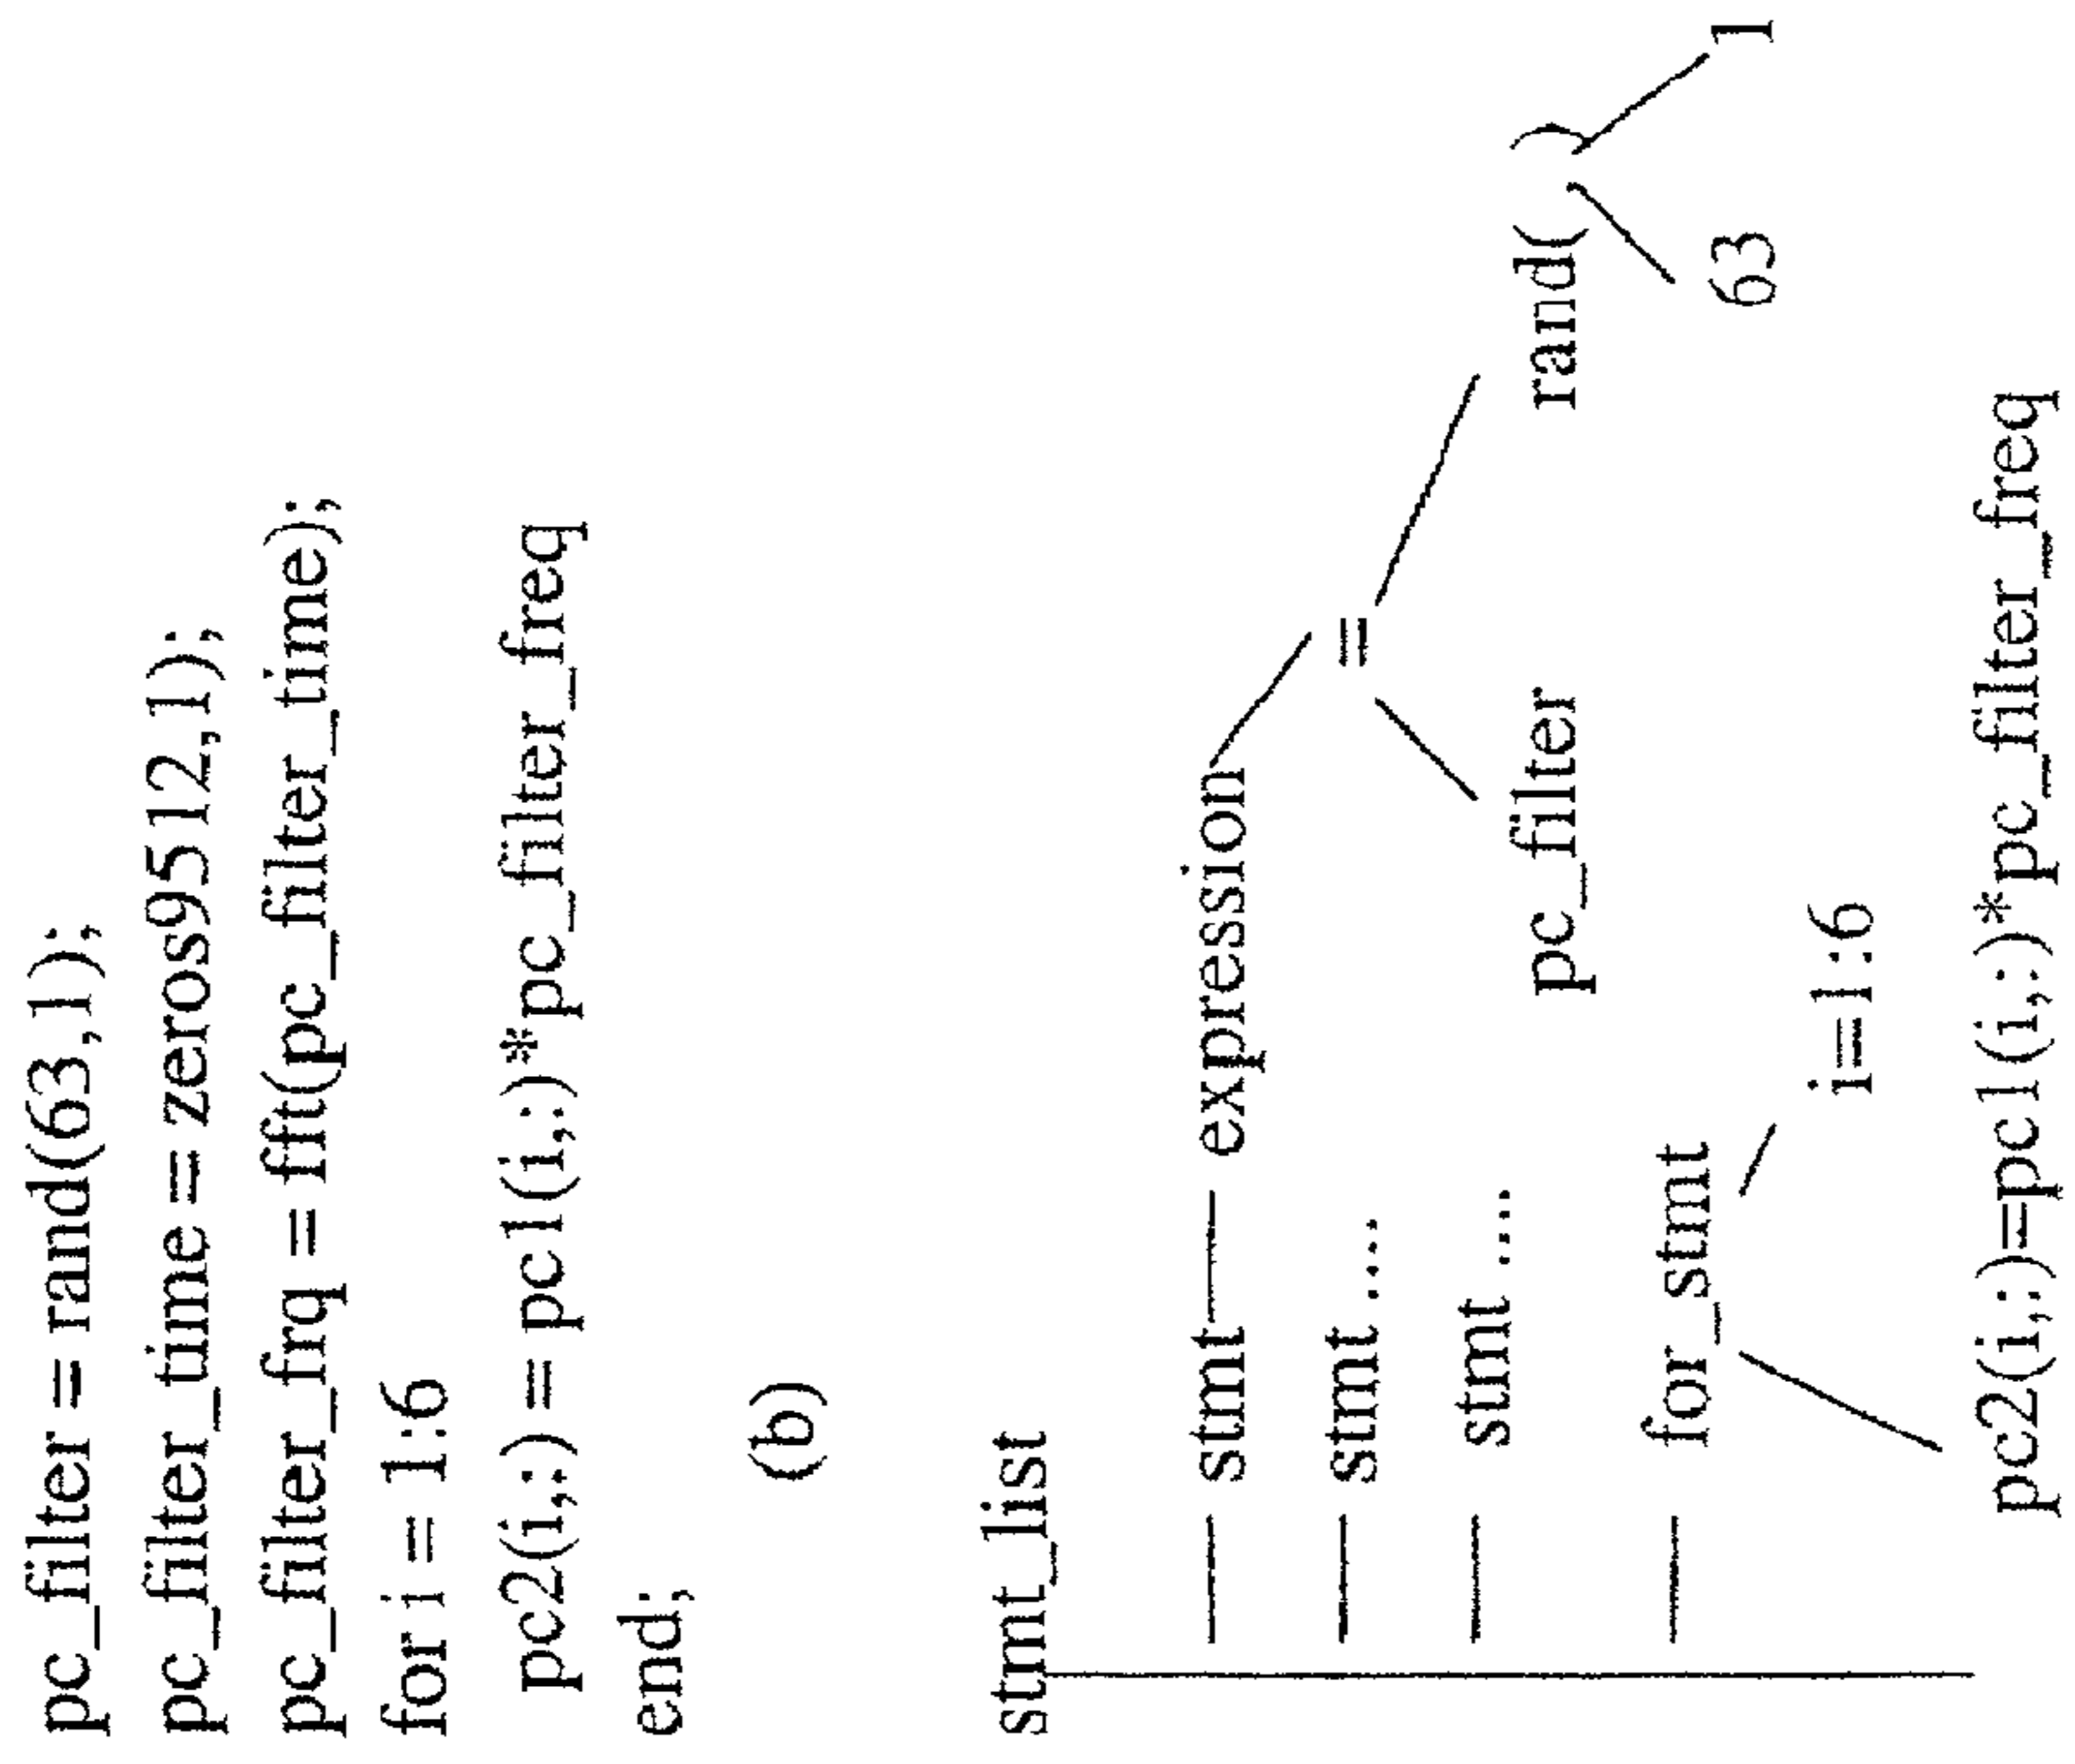 pc_filter = rand(63,1);
pc_filter_time = zeros9512,1);
pc_filter_frq = fft(pc_filter_time);
for i = 1:6
pc2(i,:) = pc1(i,:)*pc_filter_freq
end;
(b)
stmt_list
stmt expression
=
stmt ....
pc_filter rand( , )
stmt ....
63 1
for_stmt
i=1:6
pc2(i,:)=pc1(i,:)*pc_filter_freq